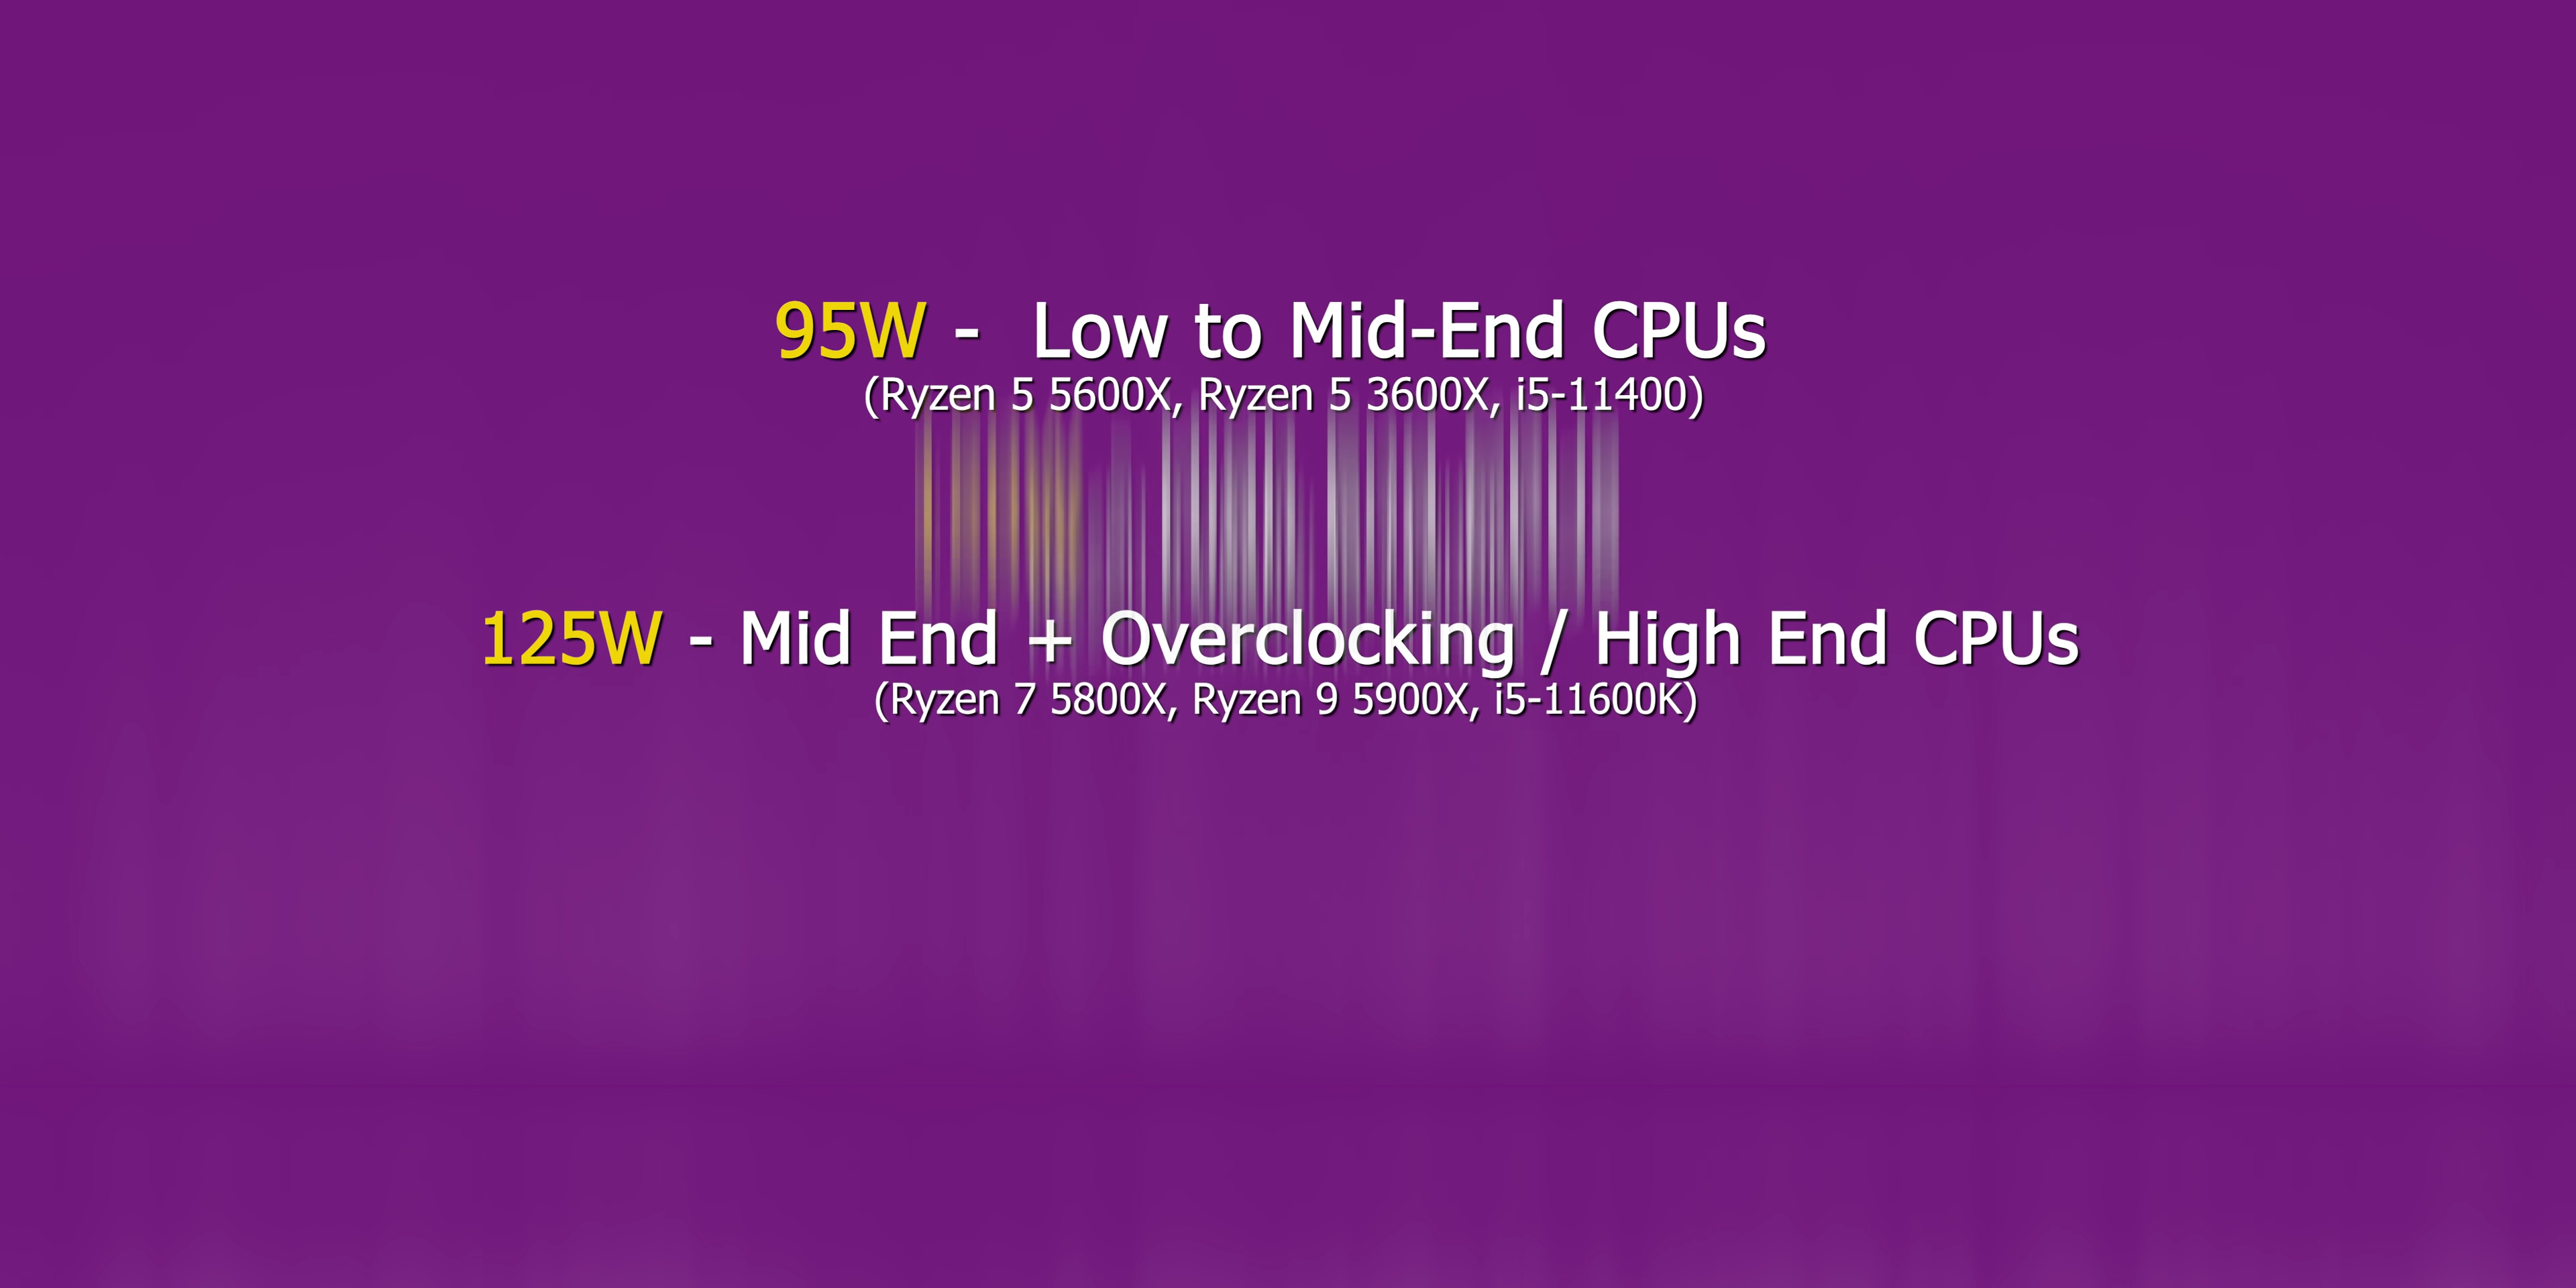 95W - Low to Mid-End CPUs
(Ryzen 5 5600X, Ryzen 5 3600X, i5-11400)
125W - Mid End + Overclocking / High End CPUs
(Ryzen 7 5800X, Ryzen 9 5900X, i5-11600K)